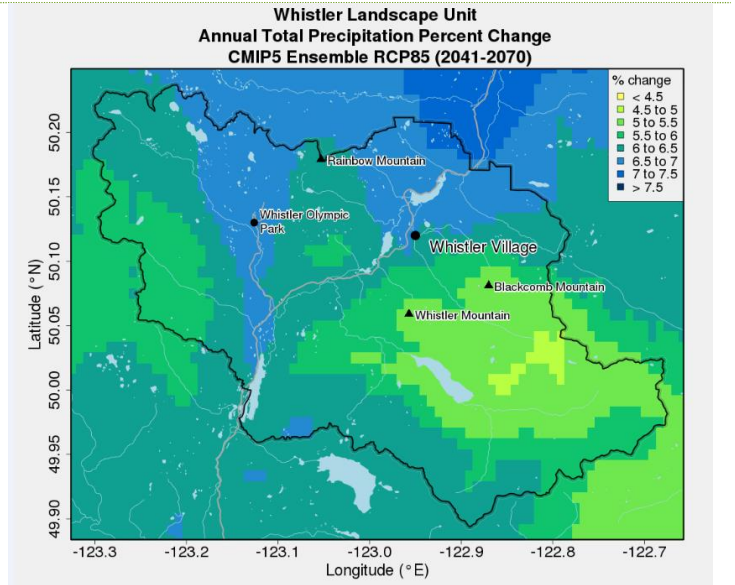 Whistler Landscape Unit
Annual Total Precipitation Percent Change
CMIP5 Ensemble RCP85 (2041-2070)
% change
< 4.5
4.5 to 5
5 to 5.5
5.5 to 6
6 to 6.5
6.5 to 7
7 to 7.5
> 7.5
Rainbow Mountain
Whistler Olympic
Park
Whistler Village
Blackcomb Mountain
Whistler Mountain
Latitude (°N)
50.20
50.15
50.10
50.05
50.00
49.95
49.90
-123.3 -123.2 -123.1 -123.0 -122.9 -122.8 -122.7
Longitude (°E)